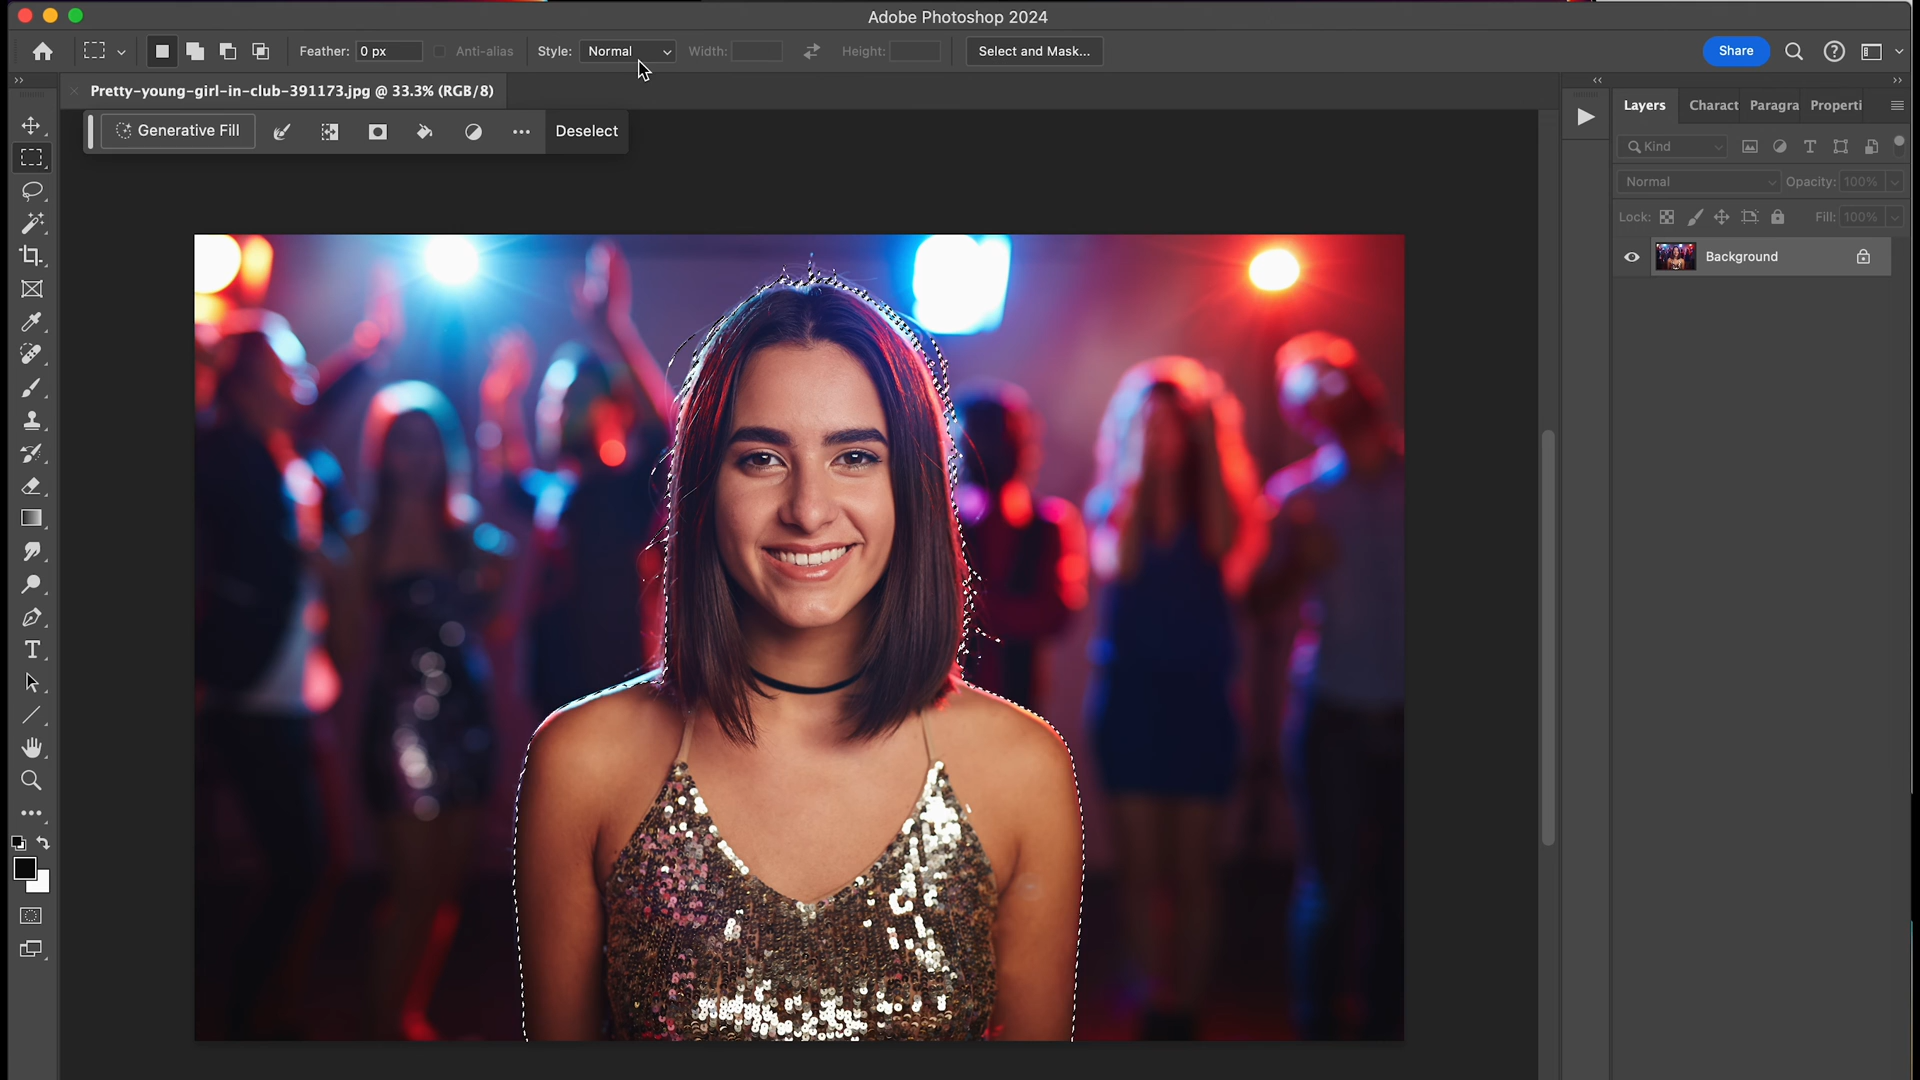 Adobe Photoshop 2024
Feather: 0 px Anti-alias Style: Normal Width: Height: Select and Mask... Share
Pretty-young-girl-in-club-391173.jpg @ 33.3% (RGB/8)
Generative Fill Deselect
Layers Charact Paragra Properti
Kind
Normal Opacity: 100%
Lock: Fill: 100%
Background